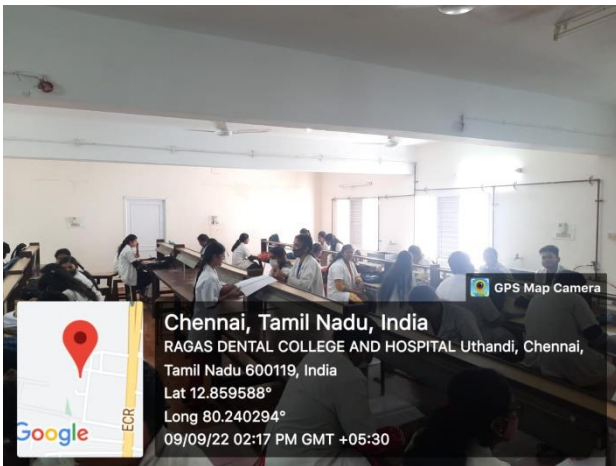 GPS Map Camera
Chennai, Tamil Nadu, India
RAGAS DENTAL COLLEGE AND HOSPITAL Uthandi, Chennai,
Tamil Nadu 600119, India
Lat 12.859588°
Long 80.240294°
09/09/22 02:17 PM GMT +05:30
ECR
Google